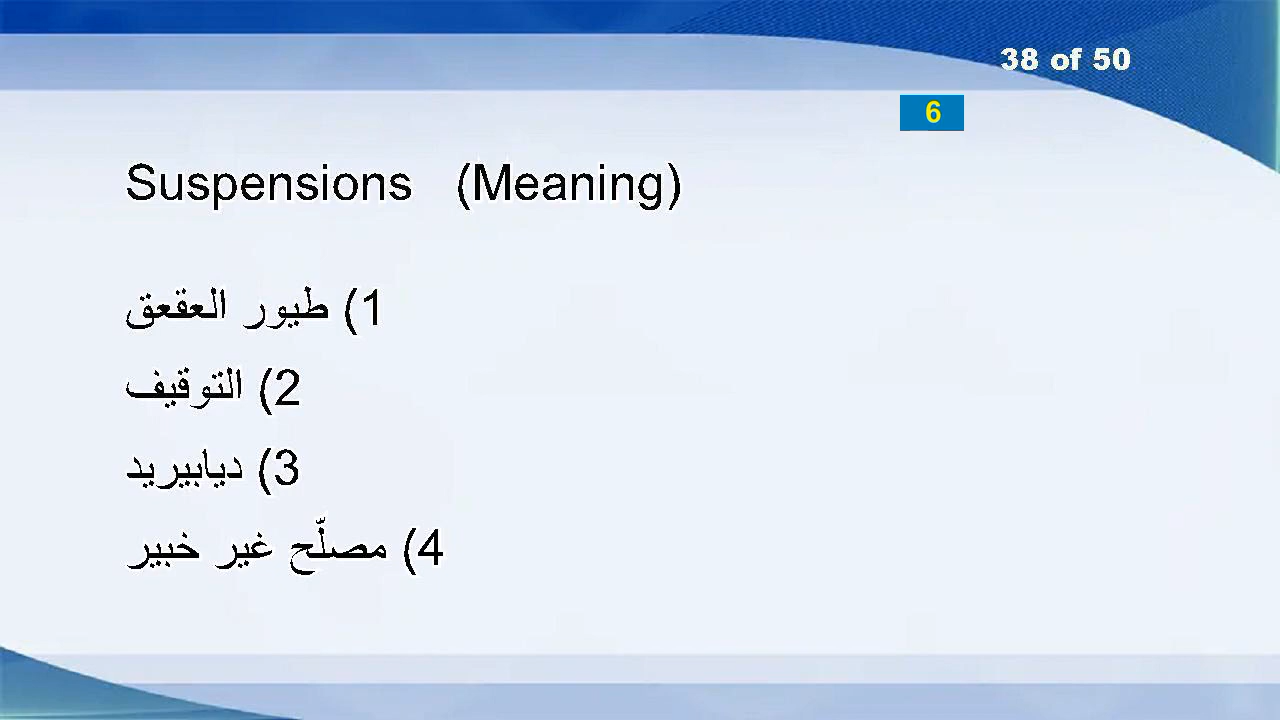 38 of 50
6
Suspensions (Meaning)
1) طيور العقعق
2) التوقيف
3) ديابيريد
4) مصلّح غير خبير